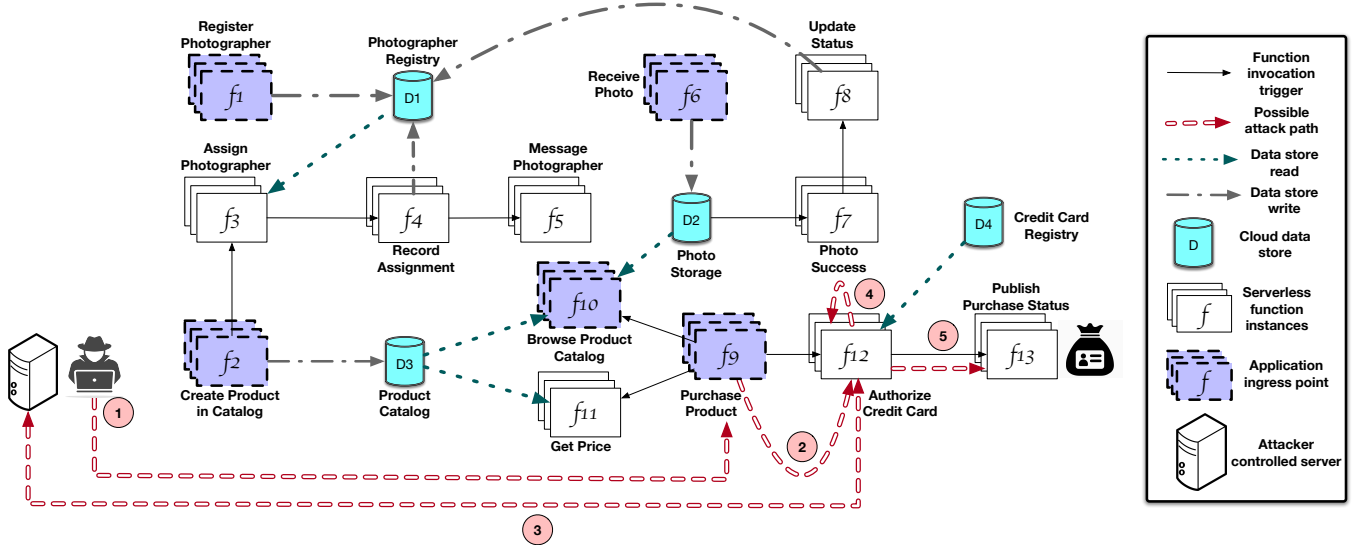 Register
Photographer
f1
Photographer
Registry
D1
Receive
Photo
f6
Update
Status
f8
Assign
Photographer
f3
f4
Record
Assignment
Message
Photographer
f5
D2
Photo
Storage
f7
Photo
Success
D4
Credit Card
Registry
f2
Create Product
in Catalog
D3
Product
Catalog
f10
Browse Product
Catalog
f11
Get Price
f9
Purchase
Product
f12
Authorize
Credit Card
Publish
Purchase Status
f13
1
2
3
4
5
Function
invocation
trigger
Possible
attack path
Data store
read
Data store
write
D
Cloud data
store
f
Serverless
function
instances
f
Application
ingress point
Attacker
controlled server